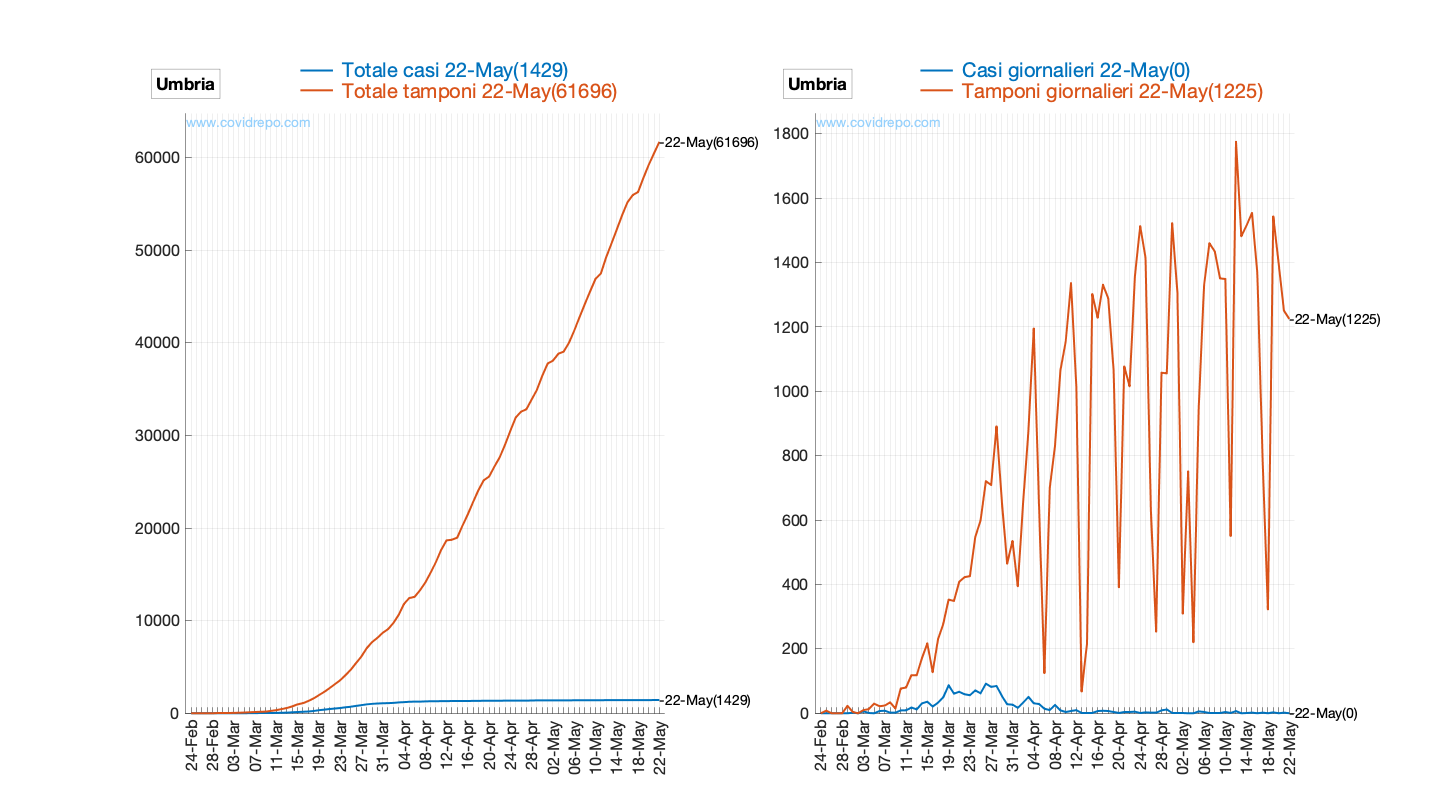 Umbria
Totale casi 22-May(1429)
Totale tamponi 22-May(61696)
www.covidrepo.com
22-May(61696)
60000
50000
40000
30000
20000
10000
0
22-May(1429)
24-Feb
28-Feb
03-Mar
07-Mar
11-Mar
15-Mar
19-Mar
23-Mar
27-Mar
31-Mar
04-Apr
08-Apr
12-Apr
16-Apr
20-Apr
24-Apr
28-Apr
02-May
06-May
10-May
14-May
18-May
22-May
Umbria
Casi giornalieri 22-May(0)
Tamponi giornalieri 22-May(1225)
www.covidrepo.com
1800
1600
1400
1200
1000
800
600
400
200
0
22-May(1225)
22-May(0)
24-Feb
28-Feb
03-Mar
07-Mar
11-Mar
15-Mar
19-Mar
23-Mar
27-Mar
31-Mar
04-Apr
08-Apr
12-Apr
16-Apr
20-Apr
24-Apr
28-Apr
02-May
06-May
10-May
14-May
18-May
22-May